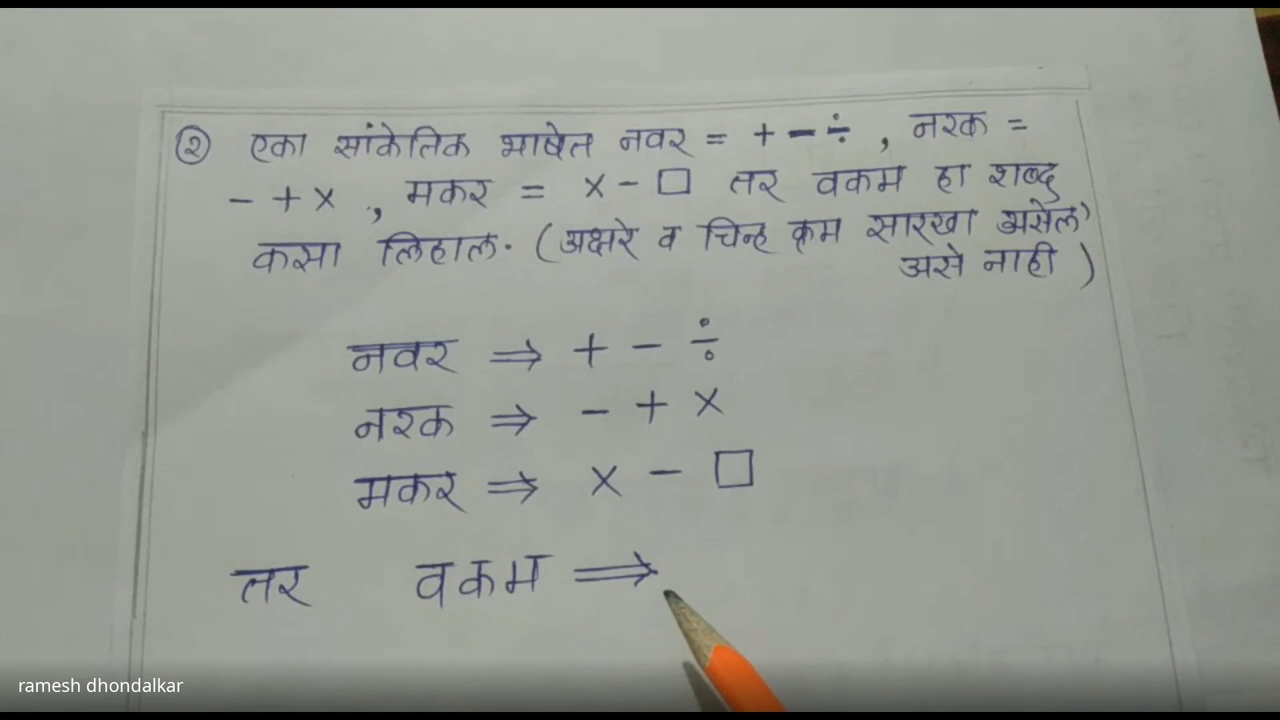 ② एका सांकेतिक भाषेत नवर = + - ÷ , नरक =
- + × , मकर = × - □ तर वकम हा शब्द
कसा लिहाल. (अक्षरे व चिन्ह क्रम सारखा असेल
असे नाही )
नवर ⇒ + - ÷
नरक ⇒ - + ×
मकर ⇒ × - □
तर वकम ⇒
ramesh dhondalkar